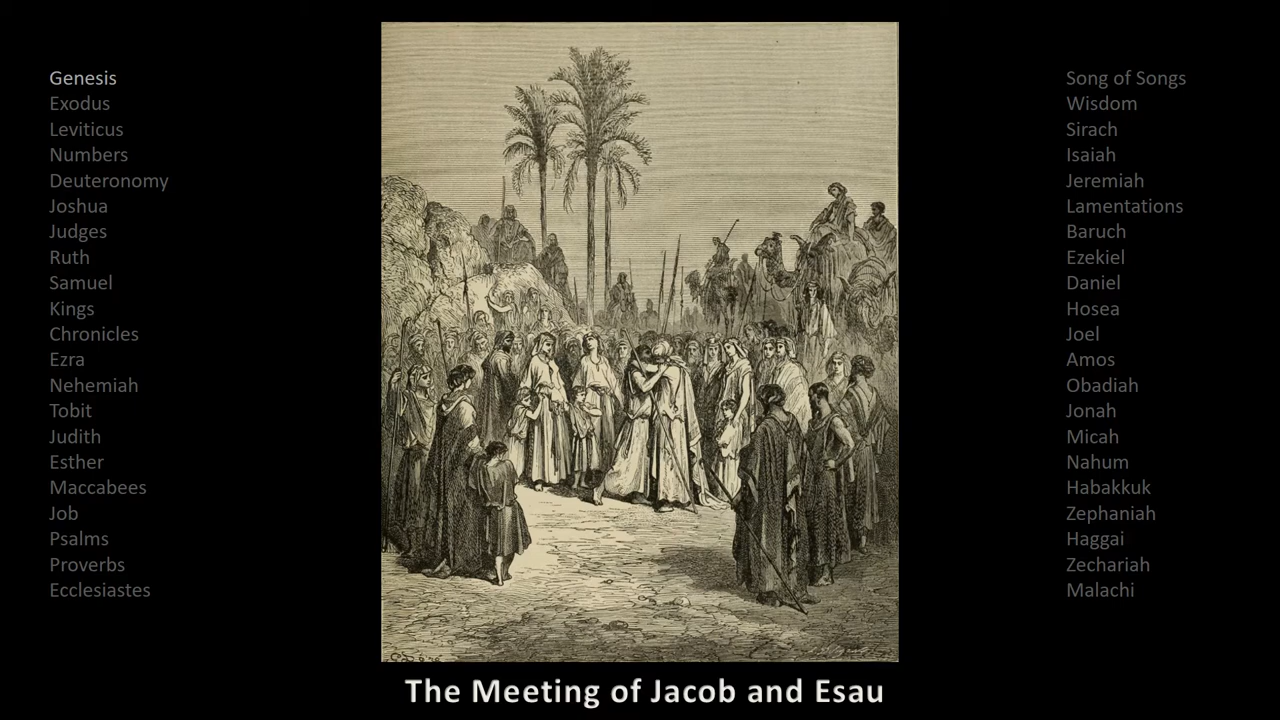 Genesis
Exodus
Leviticus
Numbers
Deuteronomy
Joshua
Judges
Ruth
Samuel
Kings
Chronicles
Ezra
Nehemiah
Tobit
Judith
Esther
Maccabees
Job
Psalms
Proverbs
Ecclesiastes
Song of Songs
Wisdom
Sirach
Isaiah
Jeremiah
Lamentations
Baruch
Ezekiel
Daniel
Hosea
Joel
Amos
Obadiah
Jonah
Micah
Nahum
Habakkuk
Zephaniah
Haggai
Zechariah
Malachi
The Meeting of Jacob and Esau